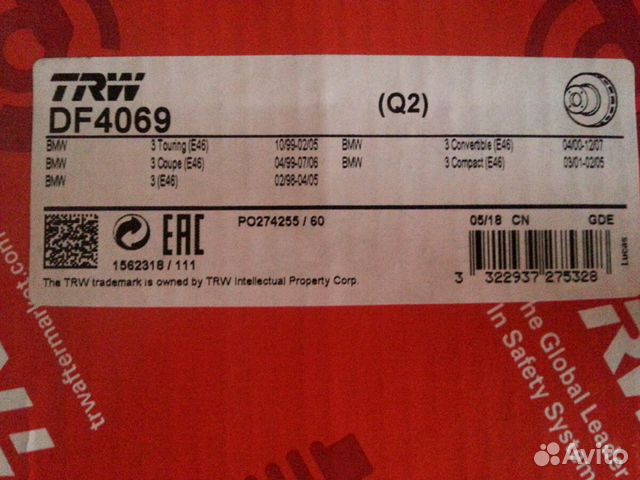 TRW
DF4069
(Q2)
BMW 3 Touring (E46) 10/99-02/05 BMW 3 Convertible (E46) 04/00-12/07
BMW 3 Coupe (E46) 04/99-07/06 BMW 3 Compact (E46) 03/01-02/05
BMW 3 (E46) 02/98-04/05
EAC
PO274255 / 60
05/18 CN GDE
1562318 / 111
3 322937 275328
Lucas
The TRW trademark is owned by TRW Intellectual Property Corp.
trwaftermarket.com
The Global Leader
In Safety Systems
Avito